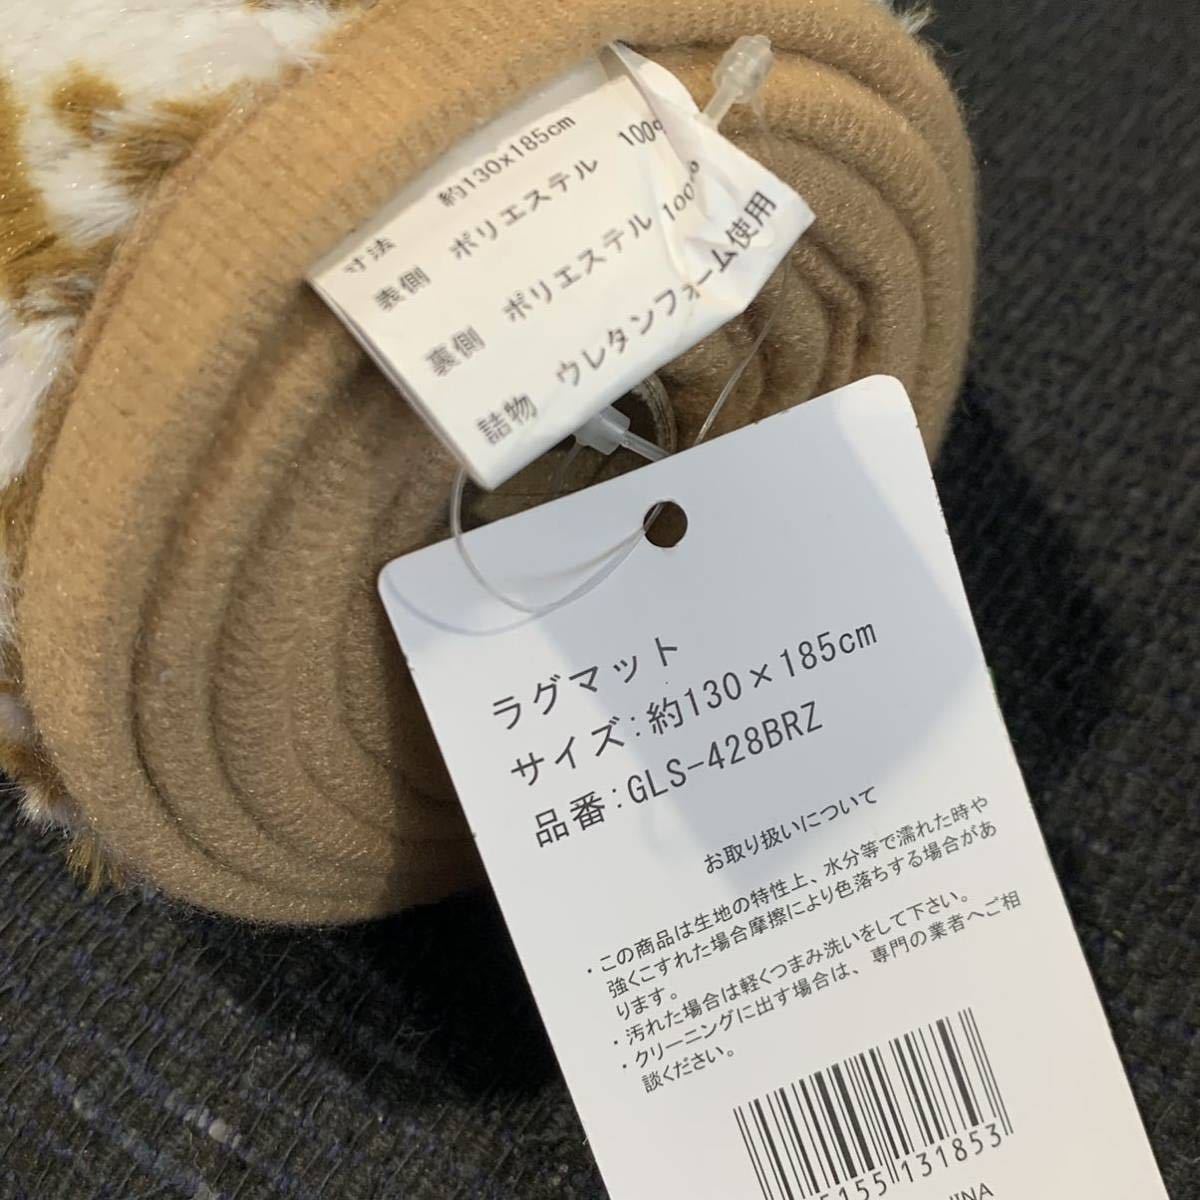 寸法 約130x185cm
表側 ポリエステル 100%
裏側 ポリエステル 100%
詰物 ウレタンフォーム使用
ラグマット
サイズ:約130×185cm
品番:GLS-428BRZ
お取り扱いについて
・この商品は生地の特性上、水分等で濡れた時や
強くこすれた場合摩擦により色落ちする場合があ
ります。
・汚れた場合は軽くつまみ洗いをして下さい。
・クリーニングに出す場合は、専門の業者へご相
談ください。
5155 131853